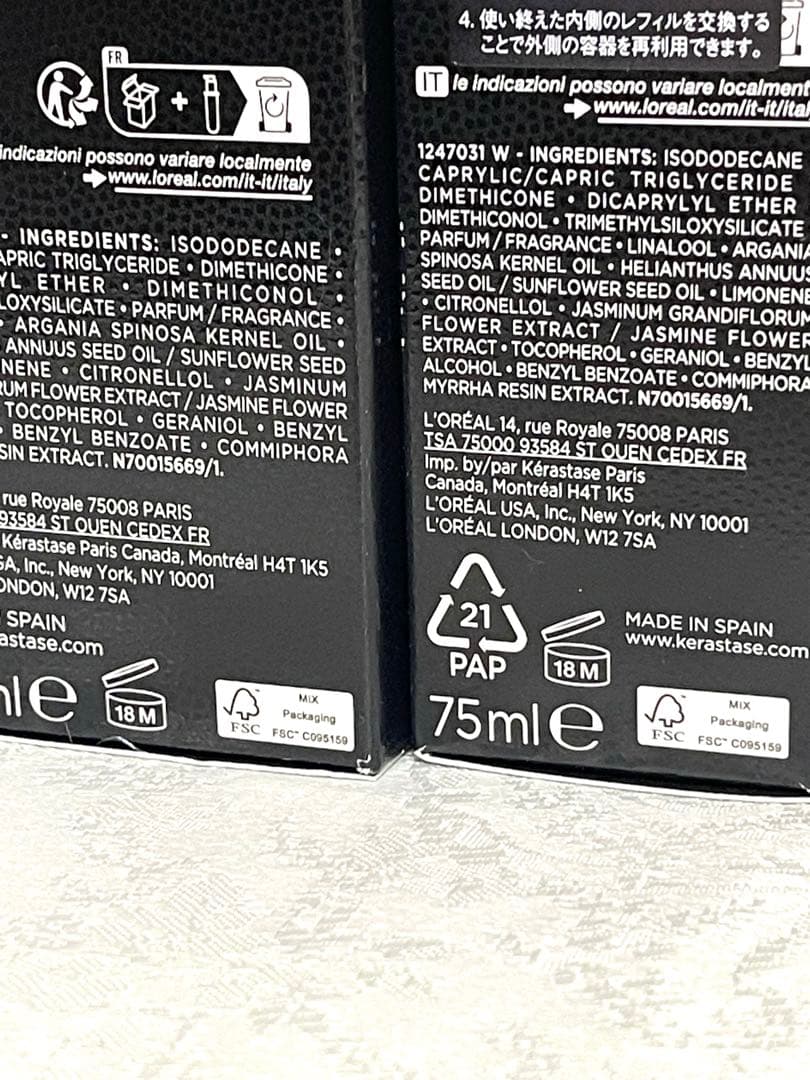 FR
indicazioni possono variare localmente
www.loreal.com/it-it/italy
- INGREDIENTS: ISODODECANE •
APRIC TRIGLYCERIDE • DIMETHICONE •
YL ETHER • DIMETHICONOL •
LOXYSILICATE • PARFUM / FRAGRANCE •
• ARGANIA SPINOSA KERNEL OIL •
ANNUUS SEED OIL / SUNFLOWER SEED
NENE • CITRONELLOL • JASMINUM
RUM FLOWER EXTRACT / JASMINE FLOWER
TOCOPHEROL • GERANIOL • BENZYL
• BENZYL BENZOATE • COMMIPHORA
SIN EXTRACT. N70015669/1.
rue Royale 75008 PARIS
93584 ST OUEN CEDEX FR
Kérastase Paris Canada, Montréal H4T 1K5
SA, Inc., New York, NY 10001
ONDON, W12 7SA
SPAIN
astase.com
ml e
18 M
FSC
MIX
Packaging
FSC™ C095159
4. 使い終えた内側のレフィルを交換する
ことで外側の容器を再利用できます。
IT le indicazioni possono variare localment
www.loreal.com/it-it/ital
1247031 W - INGREDIENTS: ISODODECANE
CAPRYLIC/CAPRIC TRIGLYCERIDE
DIMETHICONE • DICAPRYLYL ETHER
DIMETHICONOL • TRIMETHYLSILOXYSILICATE
PARFUM / FRAGRANCE • LINALOOL • ARGANIA
SPINOSA KERNEL OIL • HELIANTHUS ANNUUS
SEED OIL / SUNFLOWER SEED OIL • LIMONENE
• CITRONELLOL • JASMINUM GRANDIFLORUM
FLOWER EXTRACT / JASMINE FLOWER
EXTRACT • TOCOPHEROL • GERANIOL • BENZYL
ALCOHOL • BENZYL BENZOATE • COMMIPHORA
MYRRHA RESIN EXTRACT. N70015669/1.
L'ORÉAL 14, rue Royale 75008 PARIS
TSA 75000 93584 ST OUEN CEDEX FR
Imp. by/par Kérastase Paris
Canada, Montréal H4T 1K5
L'ORÉAL USA, Inc., New York, NY 10001
L'ORÉAL LONDON, W12 7SA
21
PAP
18 M
MADE IN SPAIN
www.kerastase.com
75ml e
FSC
MIX
Packaging
FSC™ C095159